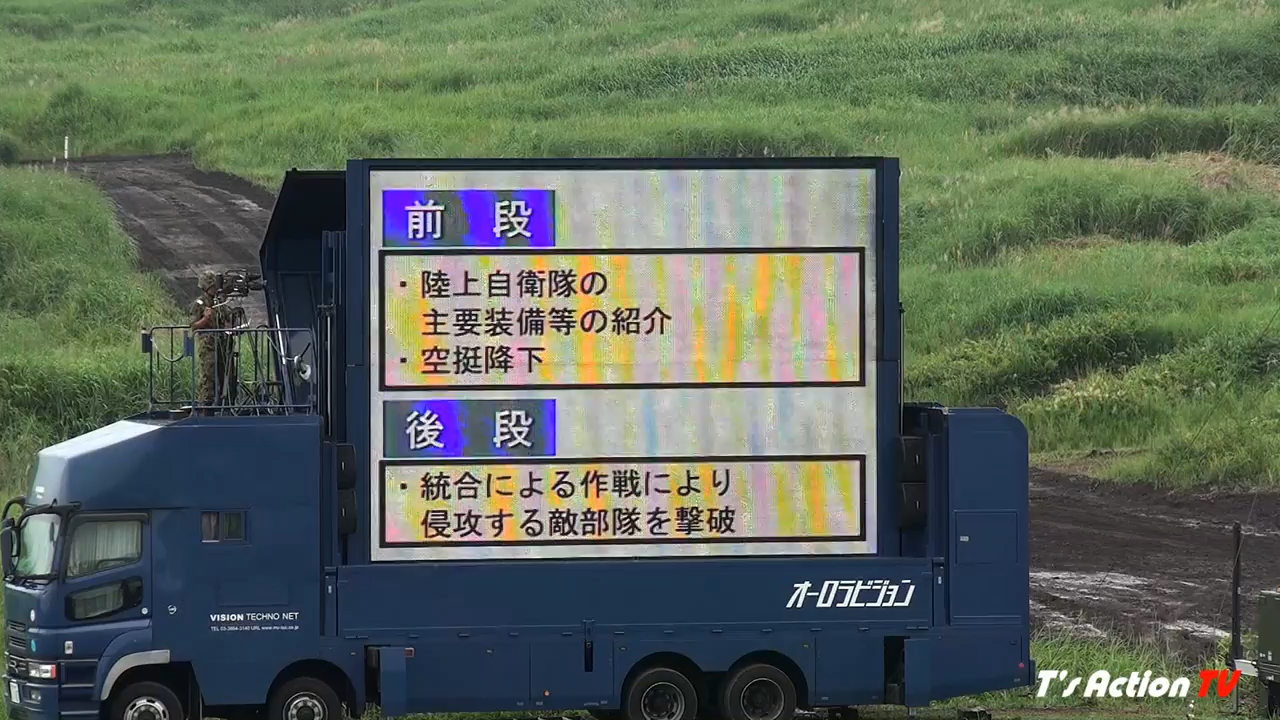 前 段
・陸上自衛隊の
主要装備等の紹介
・空挺降下
後 段
・統合による作戦により
侵攻する敵部隊を撃破
オーロラビジョン
VISION TECHNO NET
T's Action TV